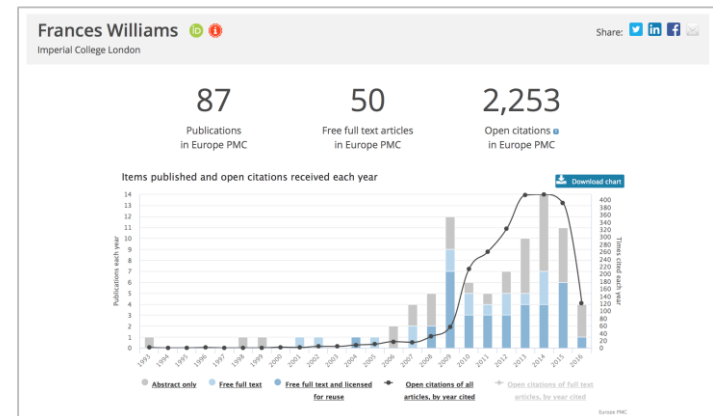 Frances Williams iD i
Imperial College London
Share:
87
Publications
in Europe PMC
50
Free full text articles
in Europe PMC
2,253
Open citations
in Europe PMC
Items published and open citations received each year
Download chart
Publications each year
14
13
12
11
10
9
8
7
6
5
4
3
2
1
0
400
380
360
340
320
300
280
260
240
220
200
180
160
140
120
100
80
60
40
20
0
Times cited each year
1993 1994 1995 1996 1997 1998 1999 2000 2001 2002 2003 2004 2005 2006 2007 2008 2009 2010 2011 2012 2013 2014 2015 2016
Abstract only
Free full text
Free full text and licensed
for reuse
Open citations of all
articles, by year cited
Open citations of full text
articles, by year cited
Europe PMC